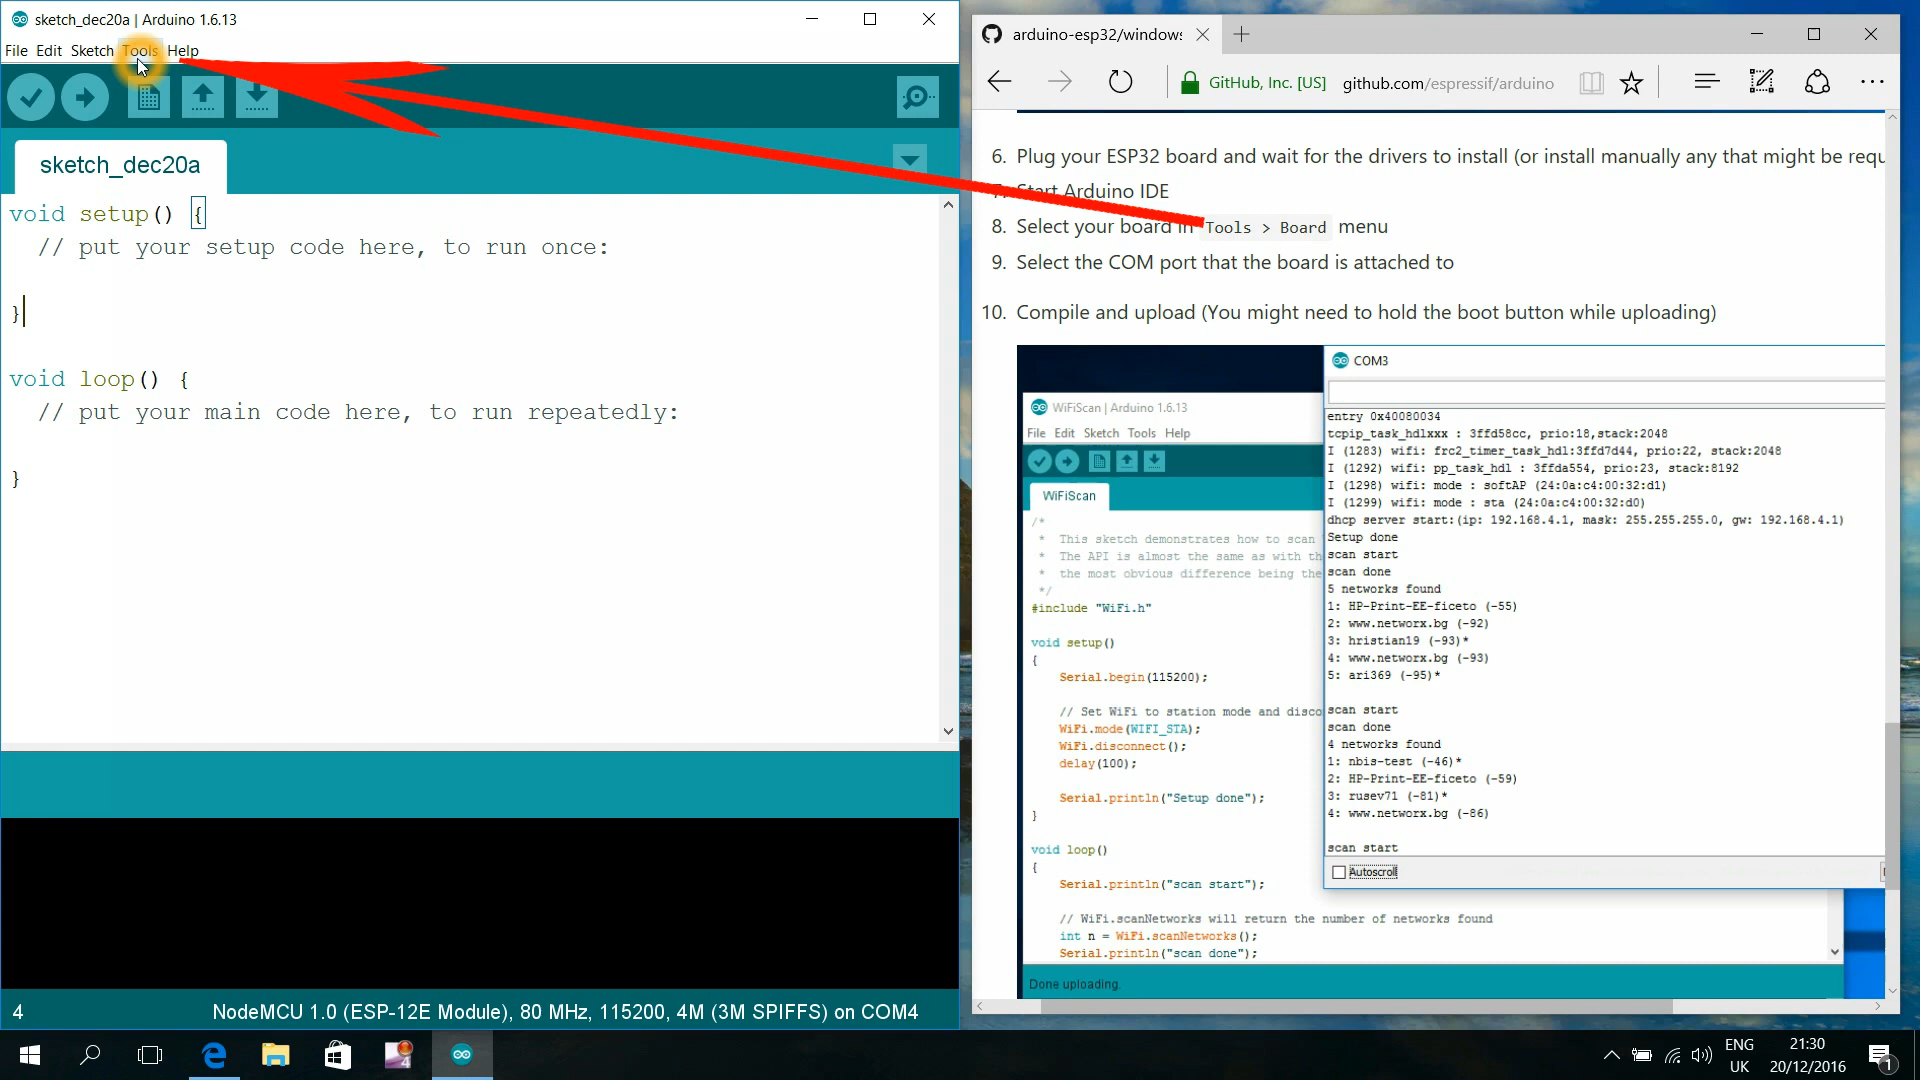 sketch_dec20a | Arduino 1.6.13
File Edit Sketch Tools Help
sketch_dec20a
void setup() {
// put your setup code here, to run once:
}
void loop() {
// put your main code here, to run repeatedly:
}
4
NodeMCU 1.0 (ESP-12E Module), 80 MHz, 115200, 4M (3M SPIFFS) on COM4
arduino-esp32/windows
GitHub, Inc. [US] github.com/espressif/arduino
6. Plug your ESP32 board and wait for the drivers to install (or install manually any that might be requ
7. Start Arduino IDE
8. Select your board in Tools > Board menu
9. Select the COM port that the board is attached to
10. Compile and upload (You might need to hold the boot button while uploading)
WiFiScan | Arduino 1.6.13
File Edit Sketch Tools Help
WiFiScan
/*
* This sketch demonstrates how to scan
* The API is almost the same as with th
* the most obvious difference being the
*/
#include "WiFi.h"
void setup()
{
Serial.begin(115200);
// Set WiFi to station mode and disco
WiFi.mode(WIFI_STA);
WiFi.disconnect();
delay(100);
Serial.println("Setup done");
}
void loop()
{
Serial.println("scan start");
// WiFi.scanNetworks will return the number of networks found
int n = WiFi.scanNetworks();
Serial.println("scan done");
Done uploading.
COM3
entry 0x40080034
tcpip_task_hdlxxx : 3ffd58cc, prio:18,stack:2048
I (1283) wifi: frc2_timer_task_hdl:3ffd7d44, prio:22, stack:2048
I (1292) wifi: pp_task_hdl : 3ffda554, prio:23, stack:8192
I (1298) wifi: mode : softAP (24:0a:c4:00:32:d1)
I (1299) wifi: mode : sta (24:0a:c4:00:32:d0)
dhcp server start:(ip: 192.168.4.1, mask: 255.255.255.0, gw: 192.168.4.1)
Setup done
scan start
scan done
5 networks found
1: HP-Print-EE-ficeto (-55)
2: www.networx.bg (-92)
3: hristian19 (-93)*
4: www.networx.bg (-93)
5: ari369 (-95)*
scan start
scan done
4 networks found
1: nbis-test (-46)*
2: HP-Print-EE-ficeto (-59)
3: rusev71 (-81)*
4: www.networx.bg (-86)
scan start
Autoscroll
4
ENG
UK
21:30
20/12/2016
1